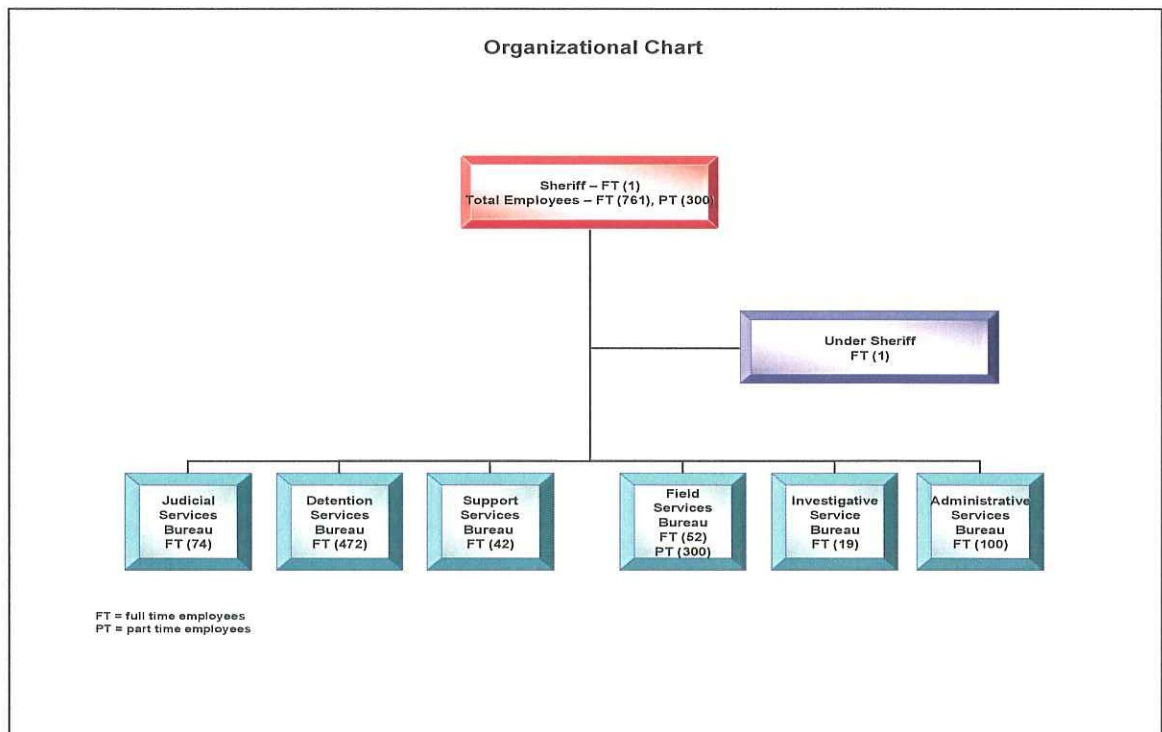 Organizational Chart
Sheriff – FT (1)
Total Employees – FT (761), PT (300)
Under Sheriff
FT (1)
Judicial
Services
Bureau
FT (74)
Detention
Services
Bureau
FT (472)
Support
Services
Bureau
FT (42)
Field
Services
Bureau
FT (52)
PT (300)
Investigative
Service
Bureau
FT (19)
Administrative
Services
Bureau
FT (100)
FT = full time employees
PT = part time employees